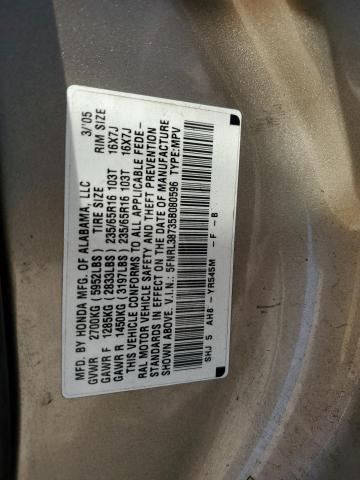 MFD. BY HONDA MFG. OF ALABAMA, LLC 3/'05
GVWR 2700KG(5952LBS) TIRE SIZE RIM SIZE
GAWR F 1285KG(2833LBS) 235/65R16 103T 16X7J
GAWR R 1450KG(3197LBS) 235/65R16 103T 16X7J
THIS VEHICLE CONFORMS TO ALL APPLICABLE FEDE-
RAL MOTOR VEHICLE SAFETY AND THEFT PREVENTION
STANDARDS IN EFFECT ON THE DATE OF MANUFACTURE
SHOWN ABOVE. V.I.N.: 5FNRL38735B080596 TYPE:MPV
SHJ 5 AH8 - YR545M - F - B